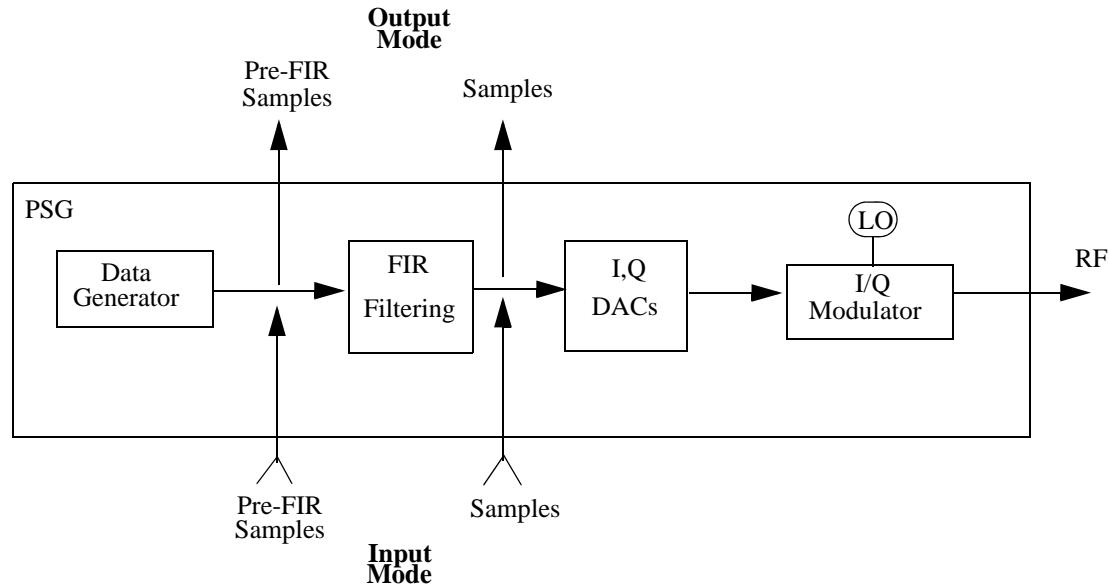 Output
Mode
Pre-FIR
Samples
Samples
PSG
LO
RF
Data
Generator
FIR
Filtering
I,Q
DACs
I/Q
Modulator
Pre-FIR
Samples
Samples
Input
Mode